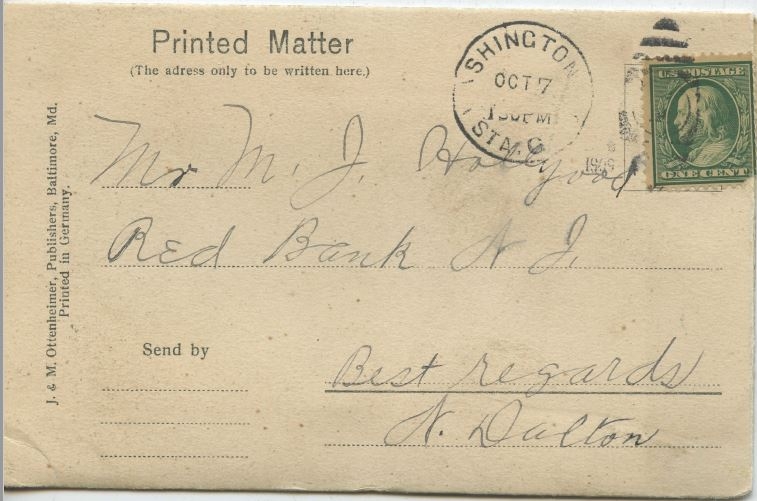 Printed Matter
(The adress only to be written here.)
SHINGTON
OCT 7
STA. C
U.S. POSTAGE
ONE CENT
Mr M. J. Hollywood
Red Bank N J.
Send by
Best regards
N. Dalton
J. & M. Ottenheimer, Publishers, Baltimore, Md.
Printed in Germany.